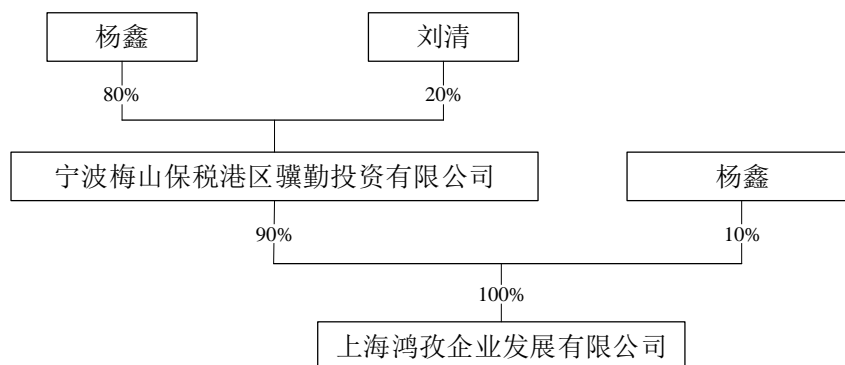 杨鑫
刘清
80%
20%
宁波梅山保税港区骥勤投资有限公司
杨鑫
90%
10%
100%
上海鸿孜企业发展有限公司